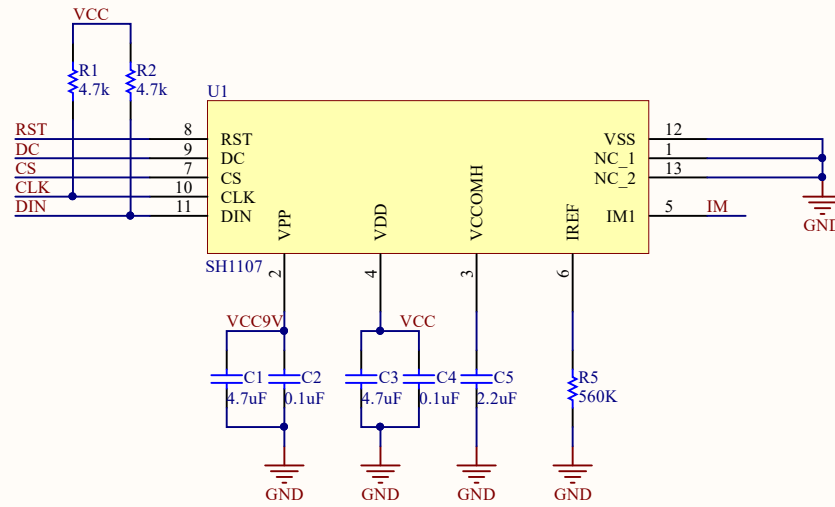 VCC
R1
4.7k
R2
4.7k
U1
RST
8
RST
DC
9
DC
CS
7
CS
CLK
10
CLK
DIN
11
DIN
VSS
12
NC_1
1
NC_2
13
IM1
5
IM
GND
VPP
VDD
VCCOMH
IREF
SH1107
2
4
3
6
VCC9V
VCC
C1
4.7uF
C2
0.1uF
C3
4.7uF
C4
0.1uF
C5
2.2uF
R5
560K
GND
GND
GND
GND